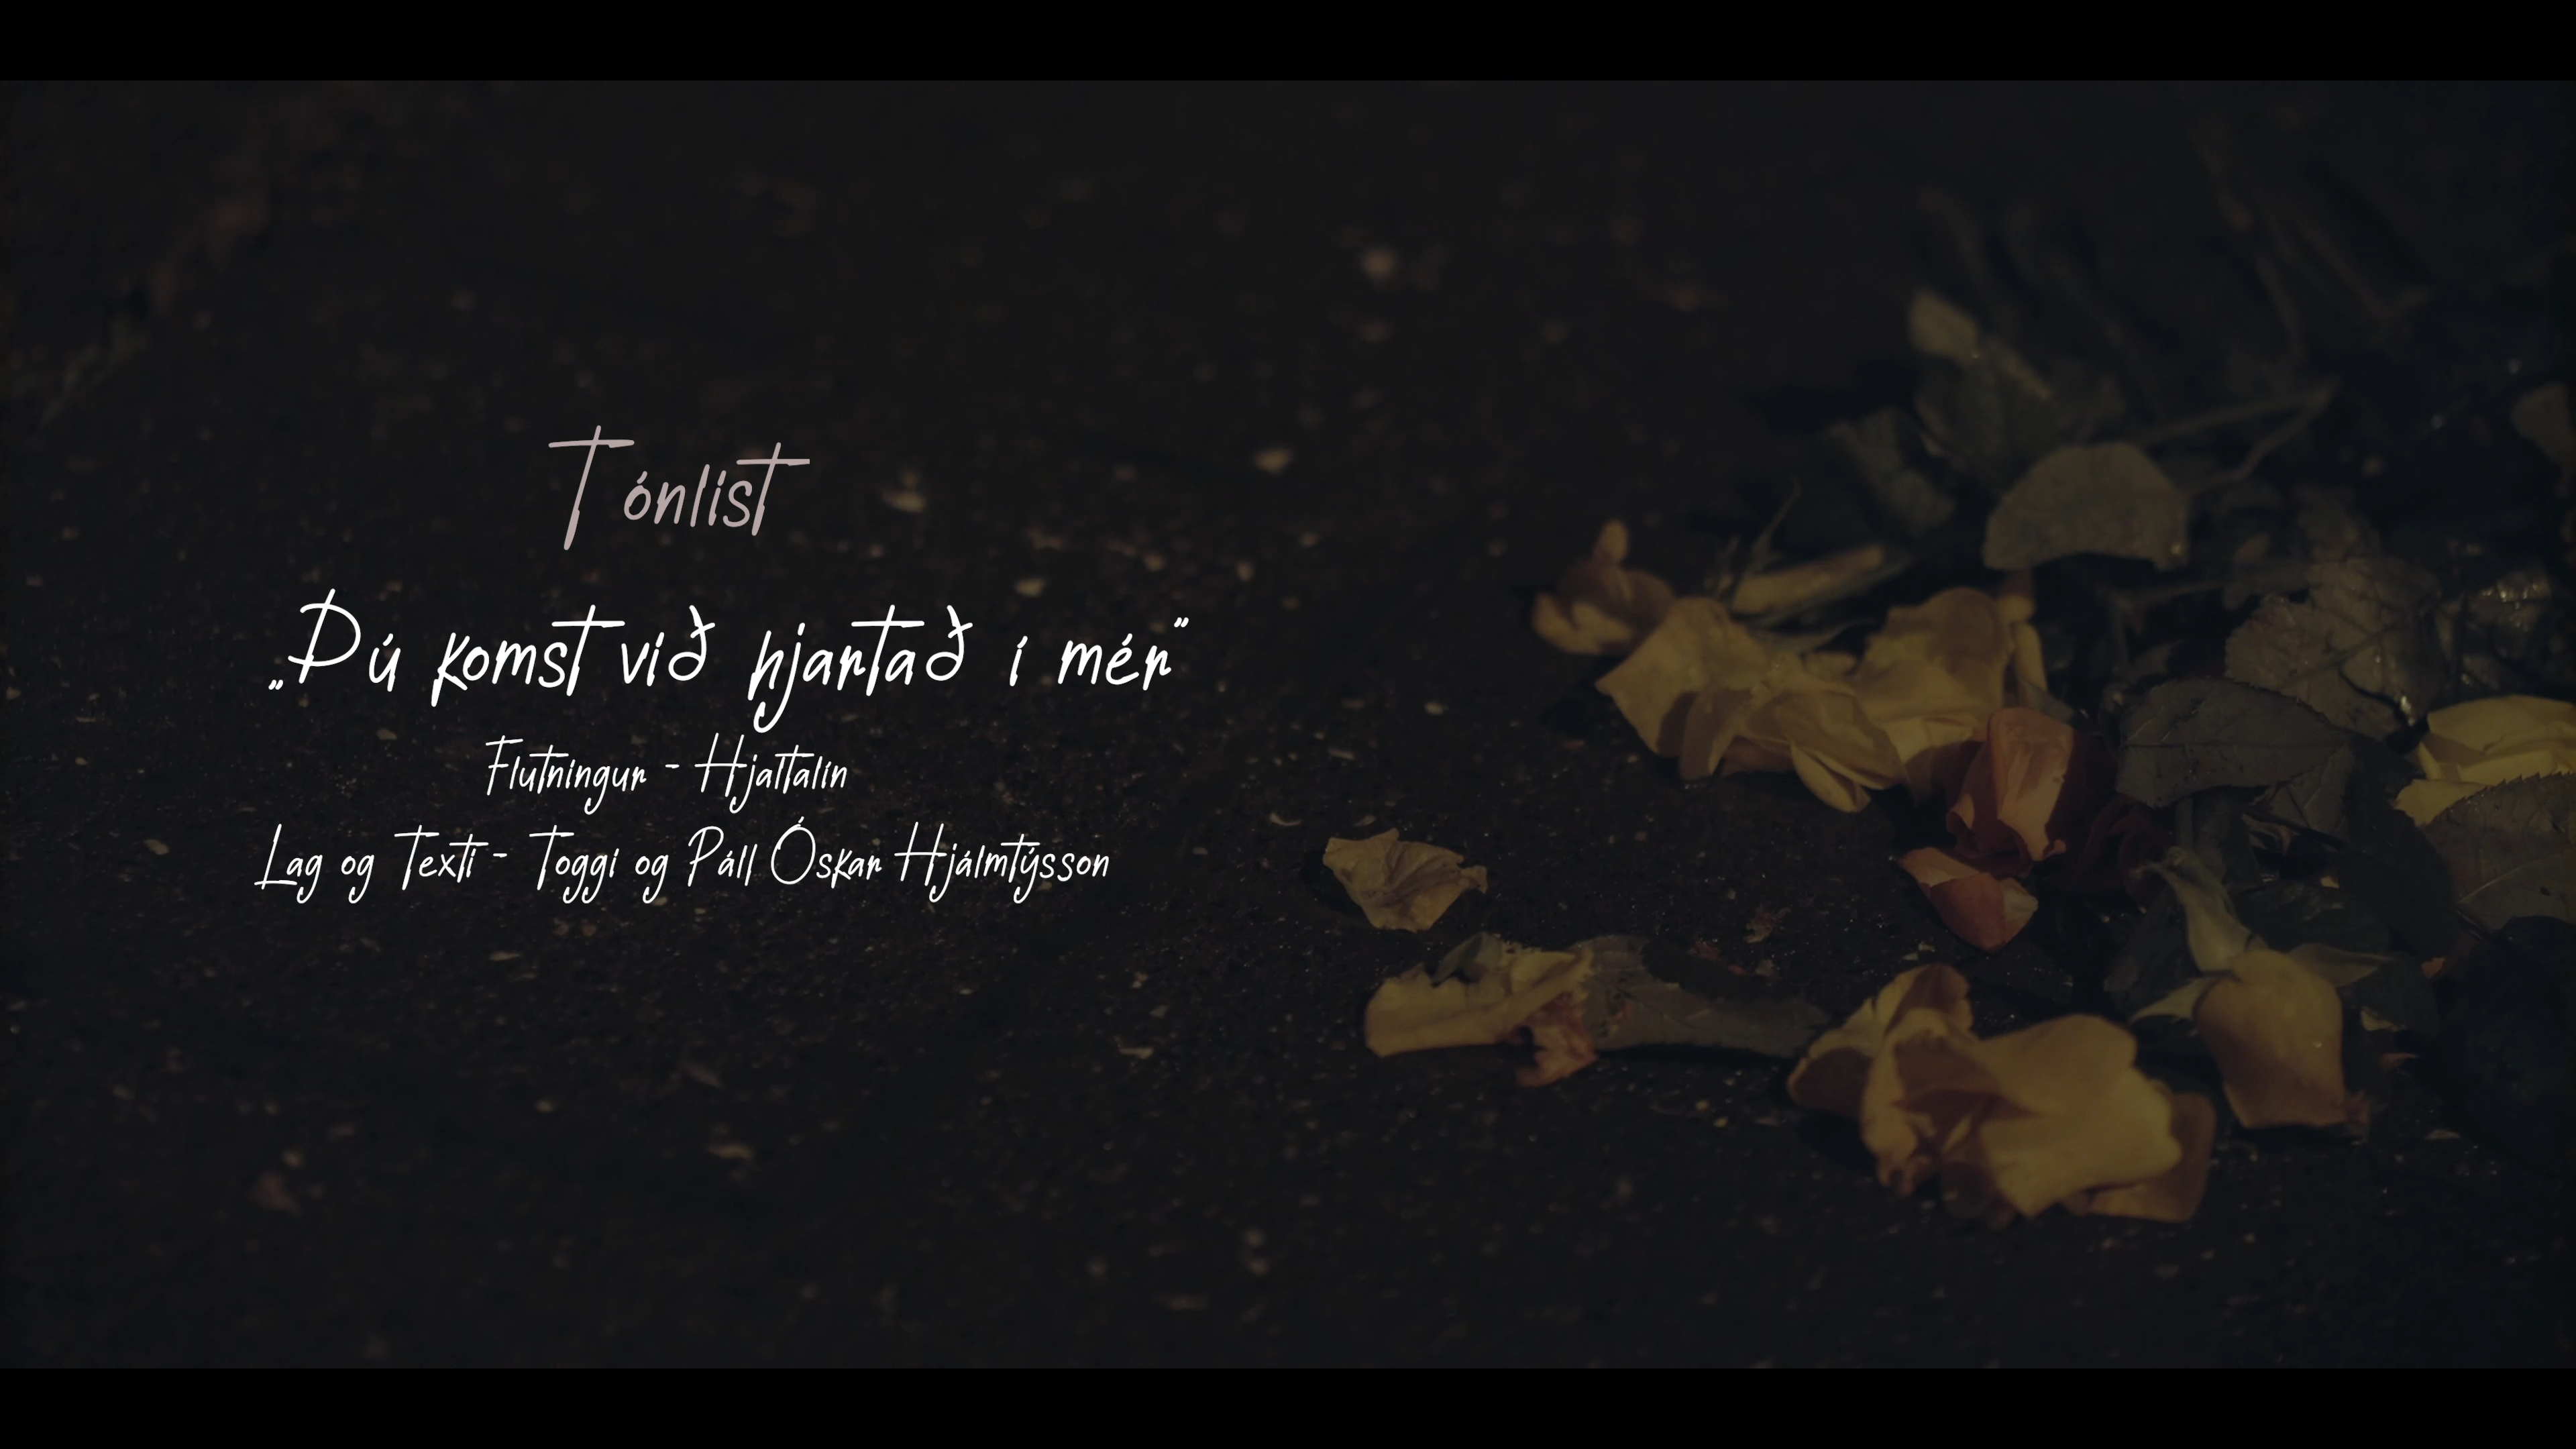 Tónlist
„Þú komst við hjartað í mér“
Flutningur - Hjaltalín
Lag og Texti - Toggi og Páll Óskar Hjálmtýsson